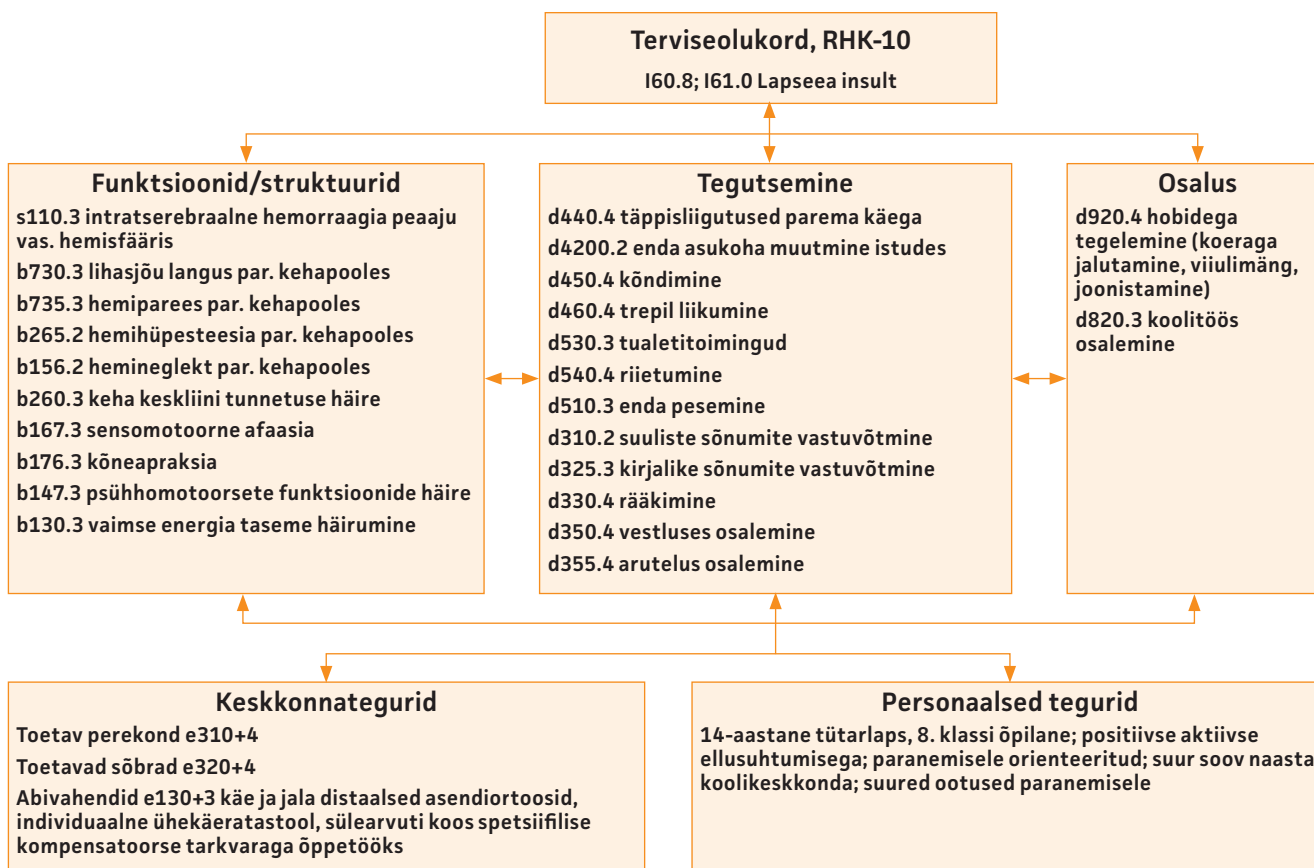 Terviseolukord, RHK-10
I60.8; I61.0 Lapseea insult
Funktsioonid/struktuurid
s110.3 intratserebraalne hemorraagia peaaju
vas. hemisfääris
b730.3 lihasjõu langus par. kehapooles
b735.3 hemiparees par. kehapooles
b265.2 hemihüpesteesia par. kehapooles
b156.2 hemineglekt par. kehapooles
b260.3 keha keskliini tunnetuse häire
b167.3 sensomotoorne afaasia
b176.3 kõneapraksia
b147.3 psühhomotoorsete funktsioonide häire
b130.3 vaimse energia taseme häirumine
Tegutsemine
d440.4 täppisliigutused parema käega
d4200.2 enda asukoha muutmine istudes
d450.4 kõndimine
d460.4 trepil liikumine
d530.3 tualetitoimingud
d540.4 riietumine
d510.3 enda pesemine
d310.2 suuliste sõnumite vastuvõtmine
d325.3 kirjalike sõnumite vastuvõtmine
d330.4 rääkimine
d350.4 vestluses osalemine
d355.4 arutelus osalemine
Osalus
d920.4 hobidega
tegelemine (koeraga
jalutamine, viiulimäng,
joonistamine)
d820.3 koolitöös
osalemine
Keskkonnategurid
Toetav perekond e310+4
Toetavad sõbrad e320+4
Abivahendid e130+3 käe ja jala distaalsed asendiortoosid,
individuaalne ühekäeratastool, sülearvuti koos spetsiifilise
kompensatoorse tarkvaraga õppetööks
Personaalsed tegurid
14-aastane tütarlaps, 8. klassi õpilane; positiivse aktiivse
ellusuhtumisega; paranemisele orienteeritud; suur soov naasta
koolikeskkonda; suured ootused paranemisele